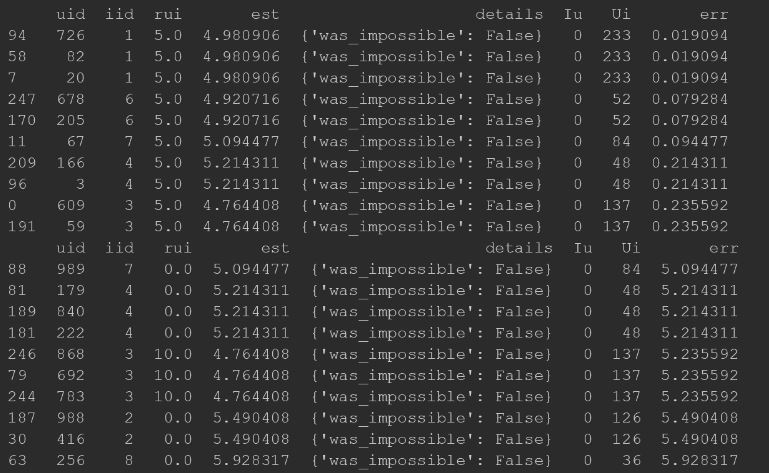 uid iid rui est details Iu Ui err
94 726 1 5.0 4.980906 {'was_impossible': False} 0 233 0.019094
58 82 1 5.0 4.980906 {'was_impossible': False} 0 233 0.019094
7 20 1 5.0 4.980906 {'was_impossible': False} 0 233 0.019094
247 678 6 5.0 4.920716 {'was_impossible': False} 0 52 0.079284
170 205 6 5.0 4.920716 {'was_impossible': False} 0 52 0.079284
11 67 7 5.0 5.094477 {'was_impossible': False} 0 84 0.094477
209 166 4 5.0 5.214311 {'was_impossible': False} 0 48 0.214311
96 3 4 5.0 5.214311 {'was_impossible': False} 0 48 0.214311
0 609 3 5.0 4.764408 {'was_impossible': False} 0 137 0.235592
191 59 3 5.0 4.764408 {'was_impossible': False} 0 137 0.235592
uid iid rui est details Iu Ui err
88 989 7 0.0 5.094477 {'was_impossible': False} 0 84 5.094477
81 179 4 0.0 5.214311 {'was_impossible': False} 0 48 5.214311
189 840 4 0.0 5.214311 {'was_impossible': False} 0 48 5.214311
181 222 4 0.0 5.214311 {'was_impossible': False} 0 48 5.214311
246 868 3 10.0 4.764408 {'was_impossible': False} 0 137 5.235592
79 692 3 10.0 4.764408 {'was_impossible': False} 0 137 5.235592
244 783 3 10.0 4.764408 {'was_impossible': False} 0 137 5.235592
187 988 2 0.0 5.490408 {'was_impossible': False} 0 126 5.490408
30 416 2 0.0 5.490408 {'was_impossible': False} 0 126 5.490408
63 256 8 0.0 5.928317 {'was_impossible': False} 0 36 5.928317